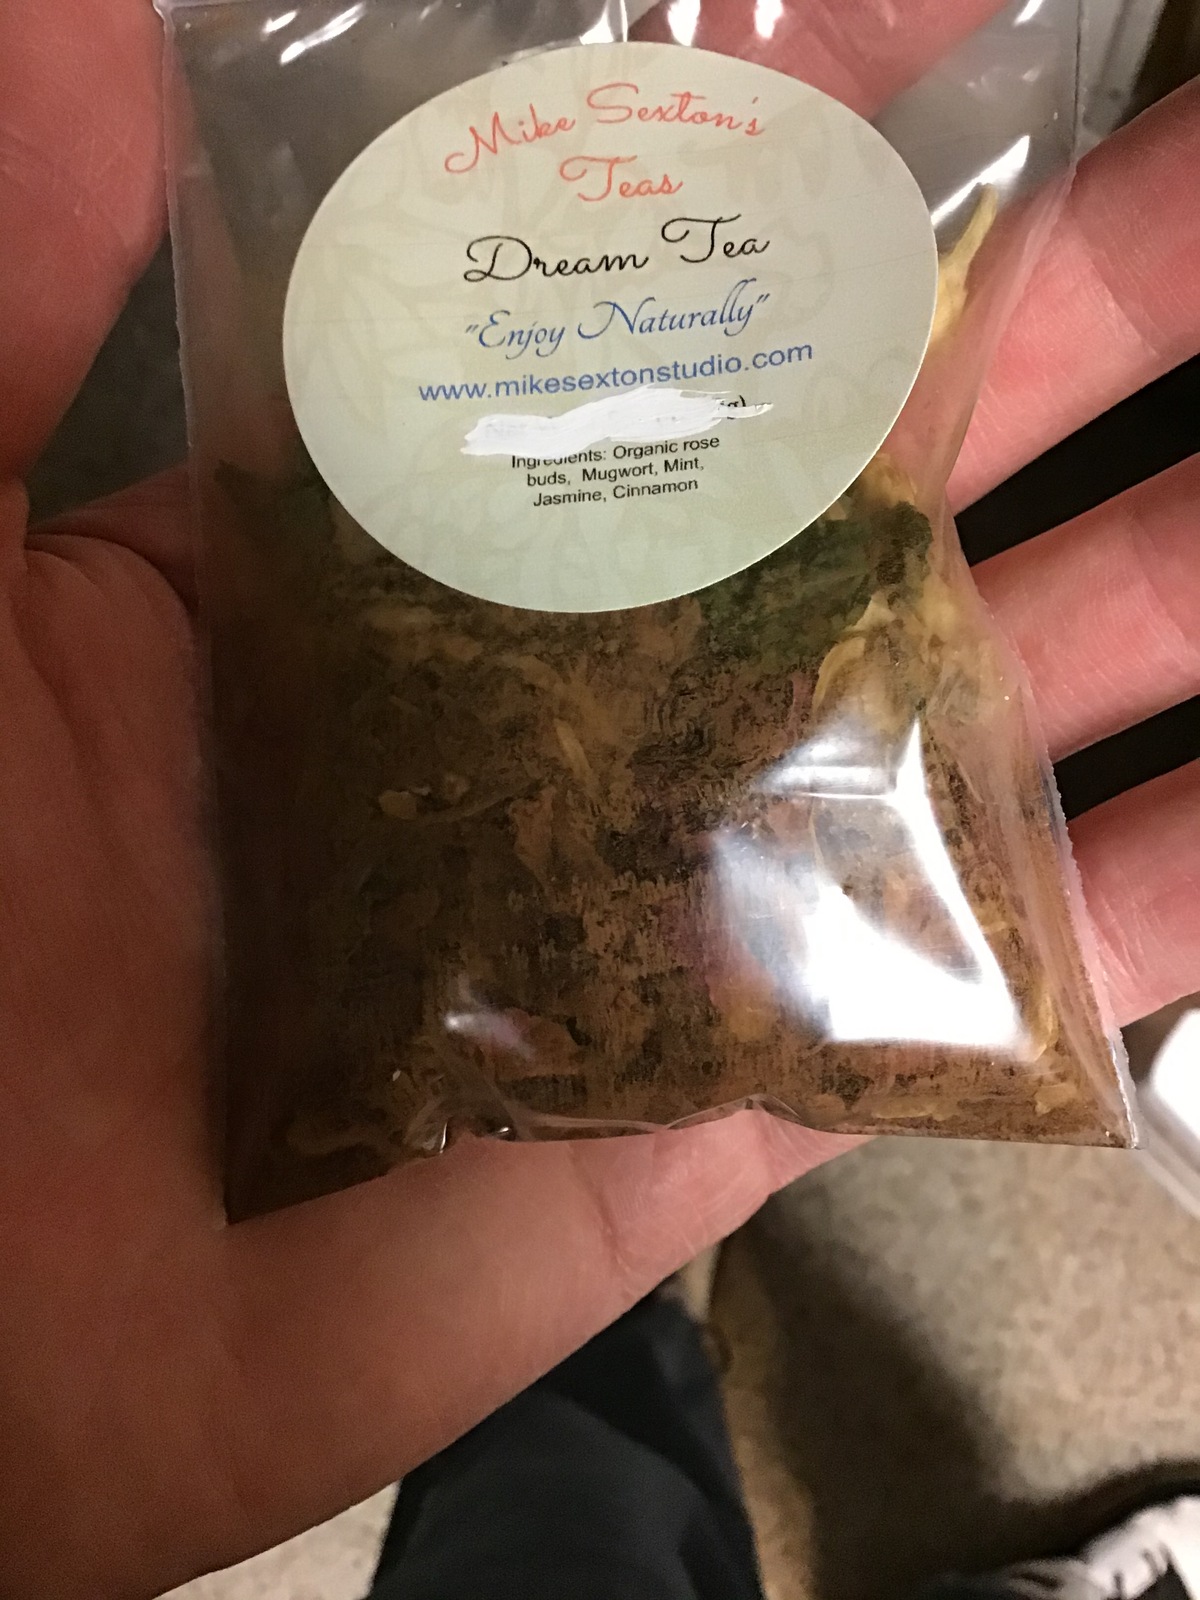 Mike Sexton's
Teas
Dream Tea
"Enjoy Naturally"
www.mikesextonstudio.com
g)
Ingredients: Organic rose
buds, Mugwort, Mint,
Jasmine, Cinnamon